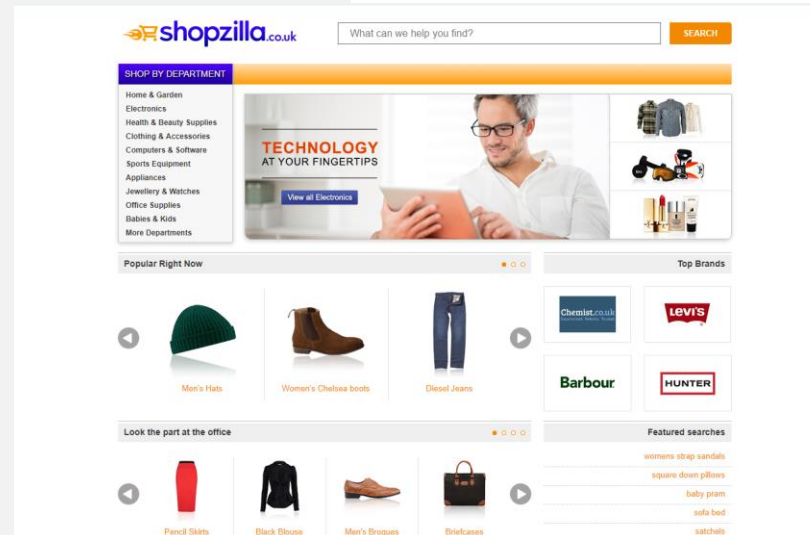 shopzilla.co.uk
What can we help you find?
SEARCH
SHOP BY DEPARTMENT
Home & Garden
Electronics
Health & Beauty Supplies
Clothing & Accessories
Computers & Software
Sports Equipment
Appliances
Jewellery & Watches
Office Supplies
Babies & Kids
More Departments
TECHNOLOGY
AT YOUR FINGERTIPS
View all Electronics
Popular Right Now
Men's Hats
Women's Chelsea boots
Diesel Jeans
Top Brands
Chemist.co.uk
LEVI'S
Barbour
HUNTER
Look the part at the office
Pencil Skirts
Black Blouse
Men's Brogues
Briefcases
Featured searches
womens strap sandals
square down pillows
baby pram
sofa bed
satchels